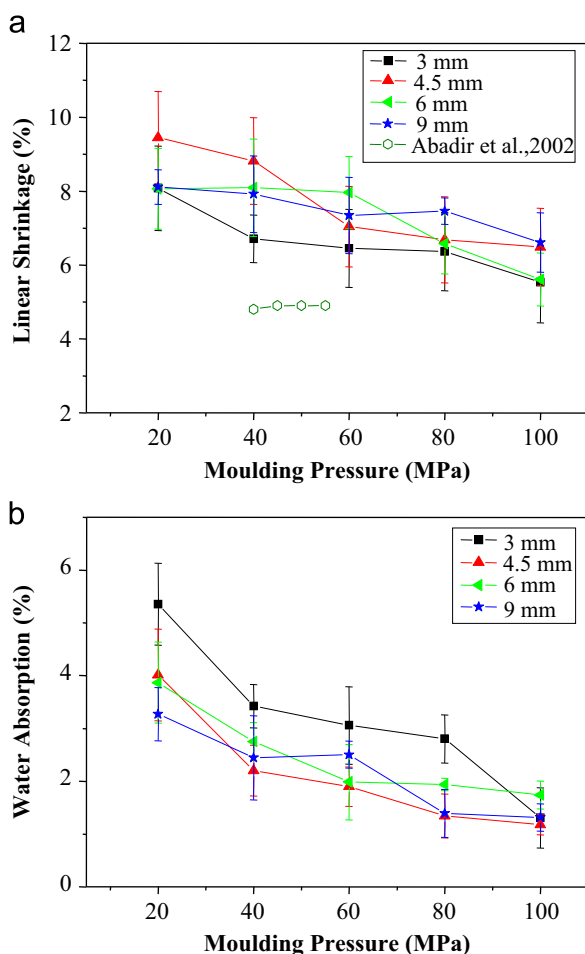 a
12
10
8
6
4
2
Linear Shrinkage (%)
3 mm
4.5 mm
6 mm
9 mm
Abadir et al.,2002
20 40 60 80 100
Moulding Pressure (MPa)
b
6
4
2
0
Water Absorption (%)
3 mm
4.5 mm
6 mm
9 mm
20 40 60 80 100
Moulding Pressure (MPa)